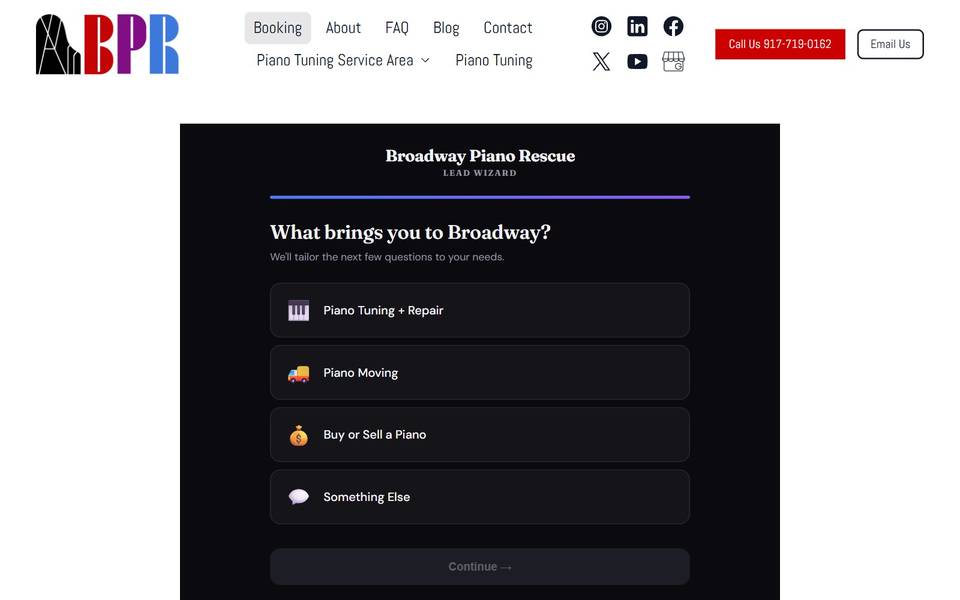 ABPR
Booking
About
FAQ
Blog
Contact
Piano Tuning Service Area
Piano Tuning
Call Us 917-719-0162
Email Us
Broadway Piano Rescue
LEAD WIZARD
What brings you to Broadway?
We'll tailor the next few questions to your needs.
Piano Tuning + Repair
Piano Moving
Buy or Sell a Piano
Something Else
Continue →